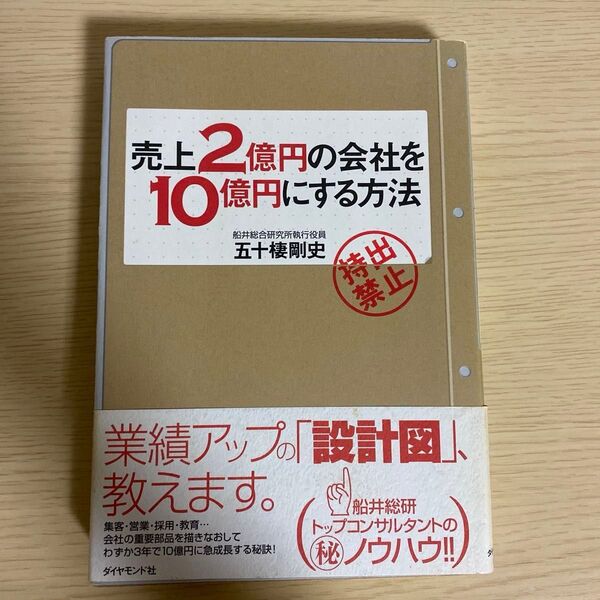 売上2億円の会社を
10億円にする方法
船井総合研究所執行役員
五十棲剛史
持出
禁止
業績アップの「設計図」、
教えます。
集客・営業・採用・教育…
会社の重要部品を描きなおして
わずか3年で10億円に急成長する秘訣!
ダイヤモンド社
船井総研
トップコンサルタントの
㊙ノウハウ!!